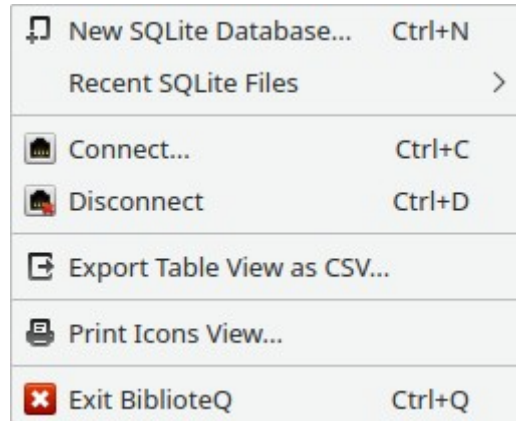 New SQLite Database... Ctrl+N
Recent SQLite Files
Connect... Ctrl+C
Disconnect Ctrl+D
Export Table View as CSV...
Print Icons View...
Exit BiblioteQ Ctrl+Q